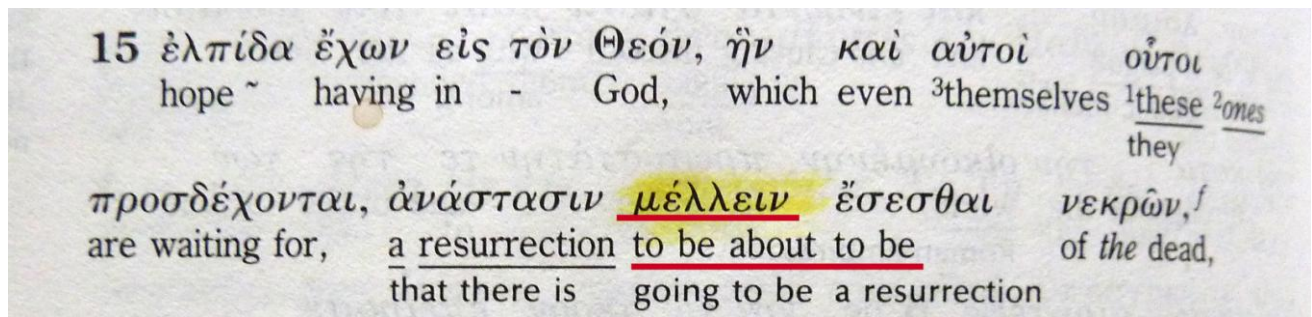 15 ἐλπίδα ἔχων εἰς τὸν Θεόν, ἣν καὶ αὐτοὶ οὗτοι
hope ~ having in - God, which even ³themselves ¹these ²ones
they
προσδέχονται, ἀνάστασιν μέλλειν ἔσεσθαι νεκρῶν,ᶠ
are waiting for, a resurrection to be about to be of the dead,
that there is going to be a resurrection